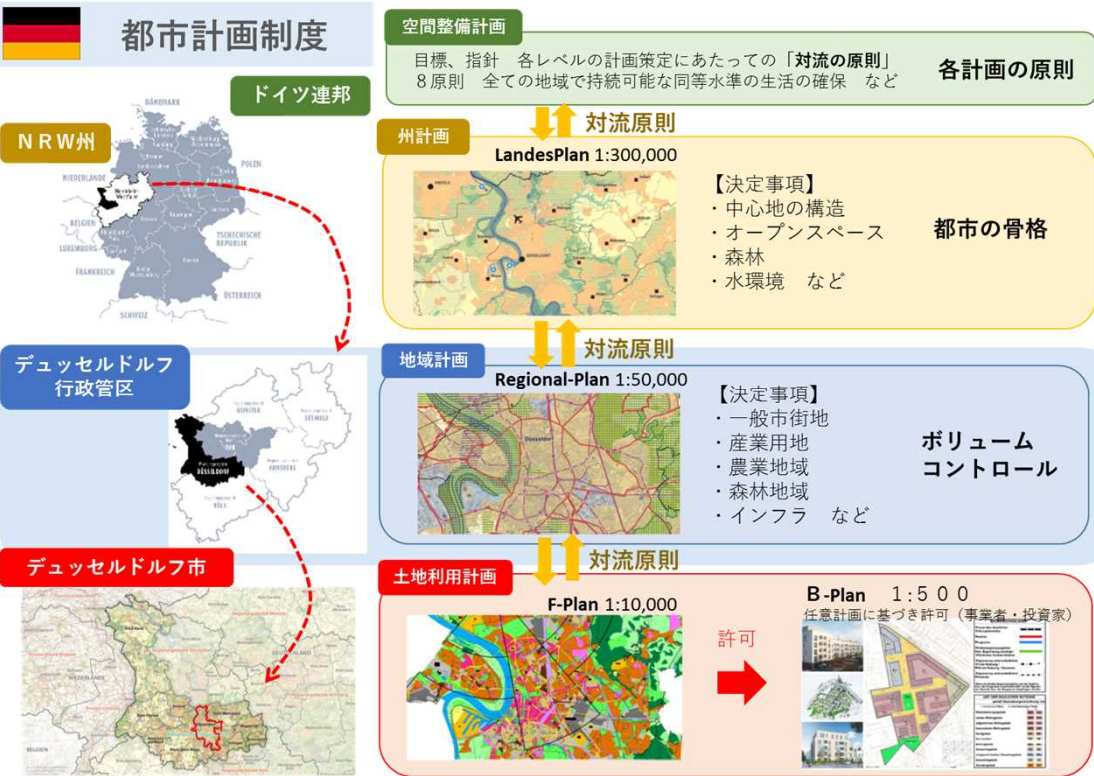 都市計画制度
ドイツ連邦
NRW州
DÄNEMARK
POLEN
NIEDERLANDE
BELGIEN
LUXEMBURG
FRANKREICH
TSCHECHISCHE
REPUBLIK
ÖSTERREICH
SCHWEIZ
デュッセルドルフ
行政管区
MÜNSTER
DETMOLD
ARNSBERG
DÜSSELDORF
KÖLN
デュッセルドルフ市
NIEDERLANDE
BELGIEN
空間整備計画
目標、指針 各レベルの計画策定にあたっての「対流の原則」
8原則 全ての地域で持続可能な同等水準の生活の確保 など
各計画の原則
対流原則
州計画
LandesPlan 1:300,000
【決定事項】
・中心地の構造
・オープンスペース
・森林
・水環境 など
都市の骨格
対流原則
地域計画
Regional-Plan 1:50,000
Düsseldorf
【決定事項】
・一般市街地
・産業用地
・農業地域
・森林地域
・インフラ など
ボリューム
コントロール
対流原則
土地利用計画
F-Plan 1:10,000
許可
B-Plan 1:500
任意計画に基づき許可(事業者・投資家)